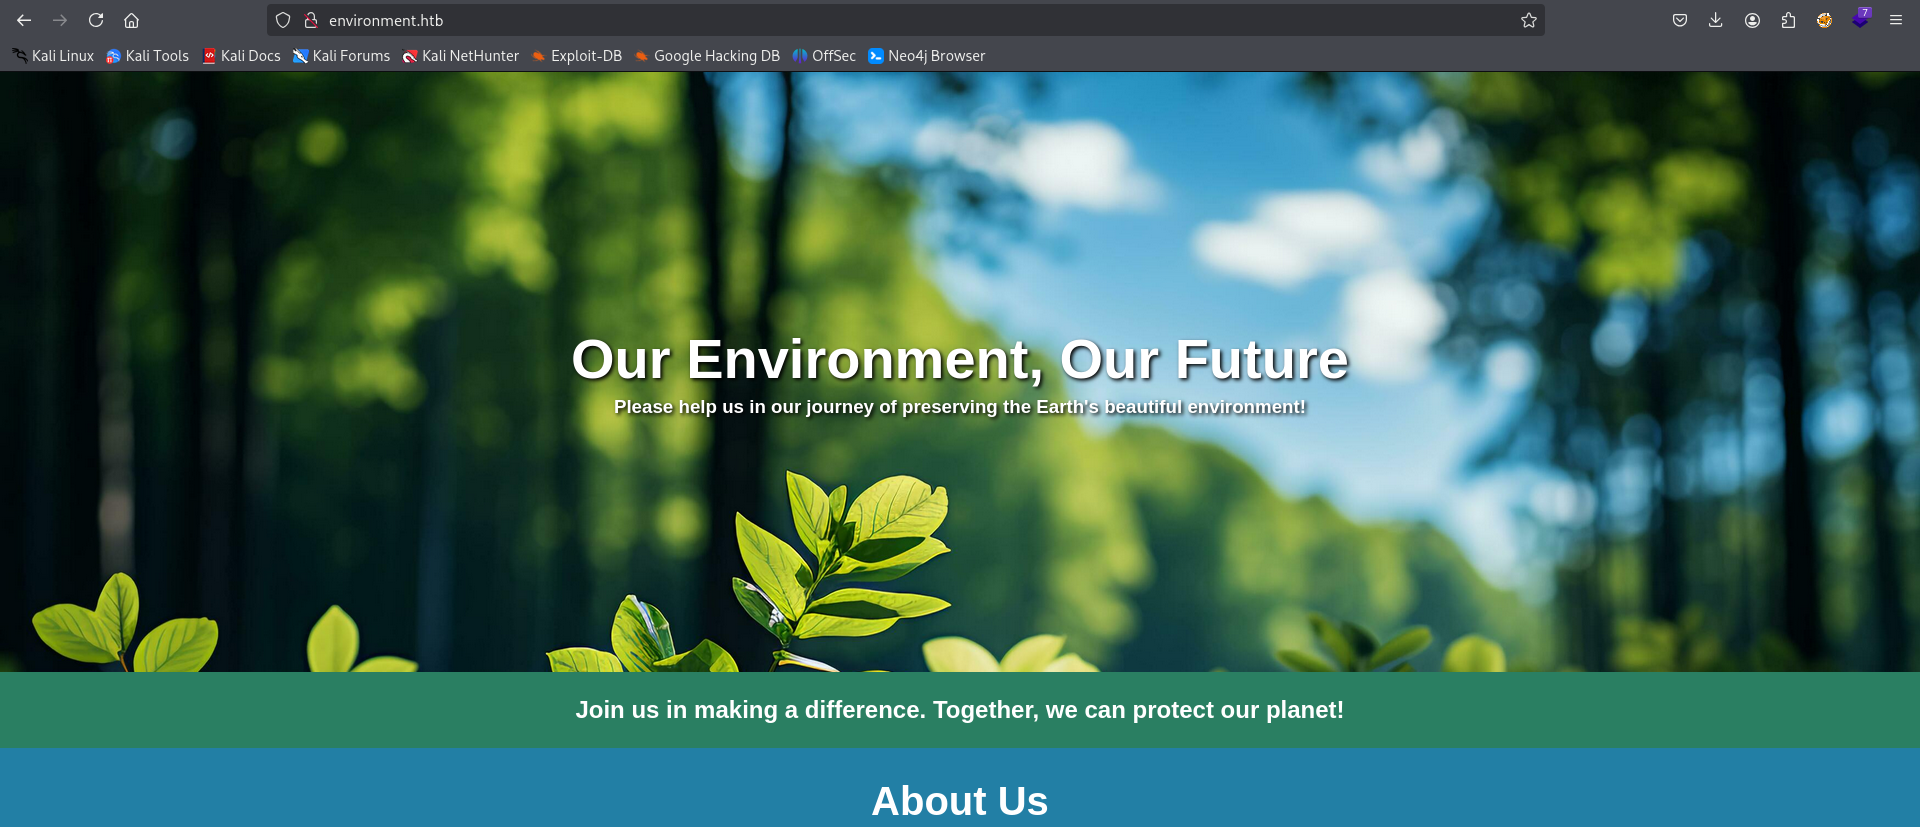 environment.htb
7
Kali Linux Kali Tools Kali Docs Kali Forums Kali NetHunter Exploit-DB Google Hacking DB OffSec Neo4j Browser
Our Environment, Our Future
Please help us in our journey of preserving the Earth's beautiful environment!
Join us in making a difference. Together, we can protect our planet!
About Us